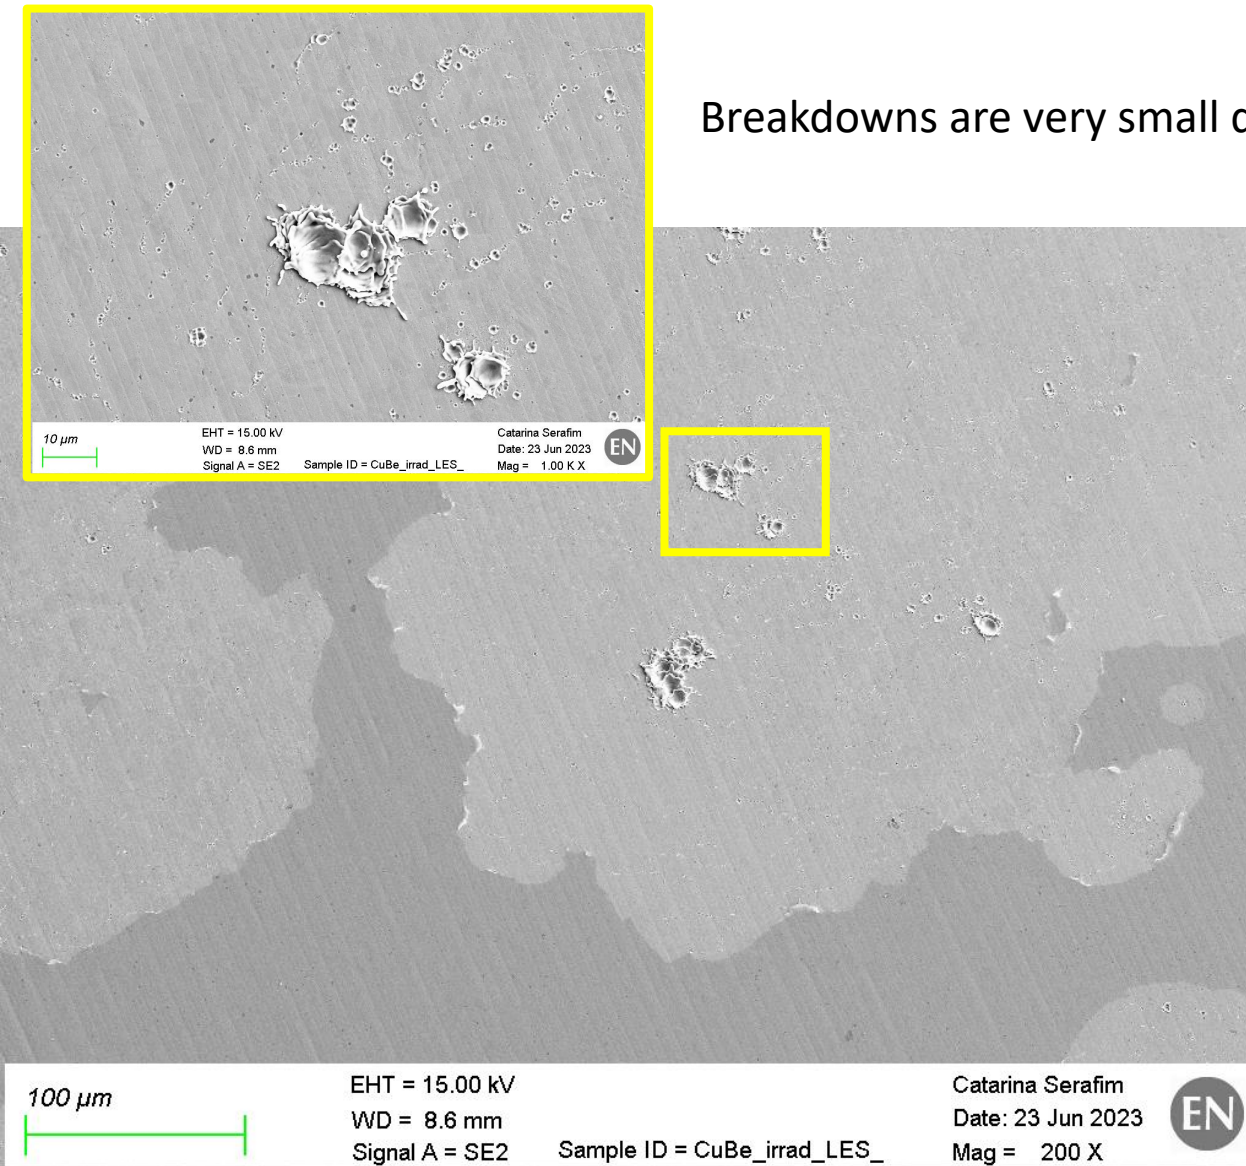 Breakdowns are very small
10 µm
EHT = 15.00 kV
WD = 8.6 mm
Signal A = SE2 Sample ID = CuBe_irrad_LES_
Catarina Serafim
Date: 23 Jun 2023
Mag = 1.00 K X
EN
100 µm
EHT = 15.00 kV
WD = 8.6 mm
Signal A = SE2 Sample ID = CuBe_irrad_LES_
Catarina Serafim
Date: 23 Jun 2023
Mag = 200 X
EN